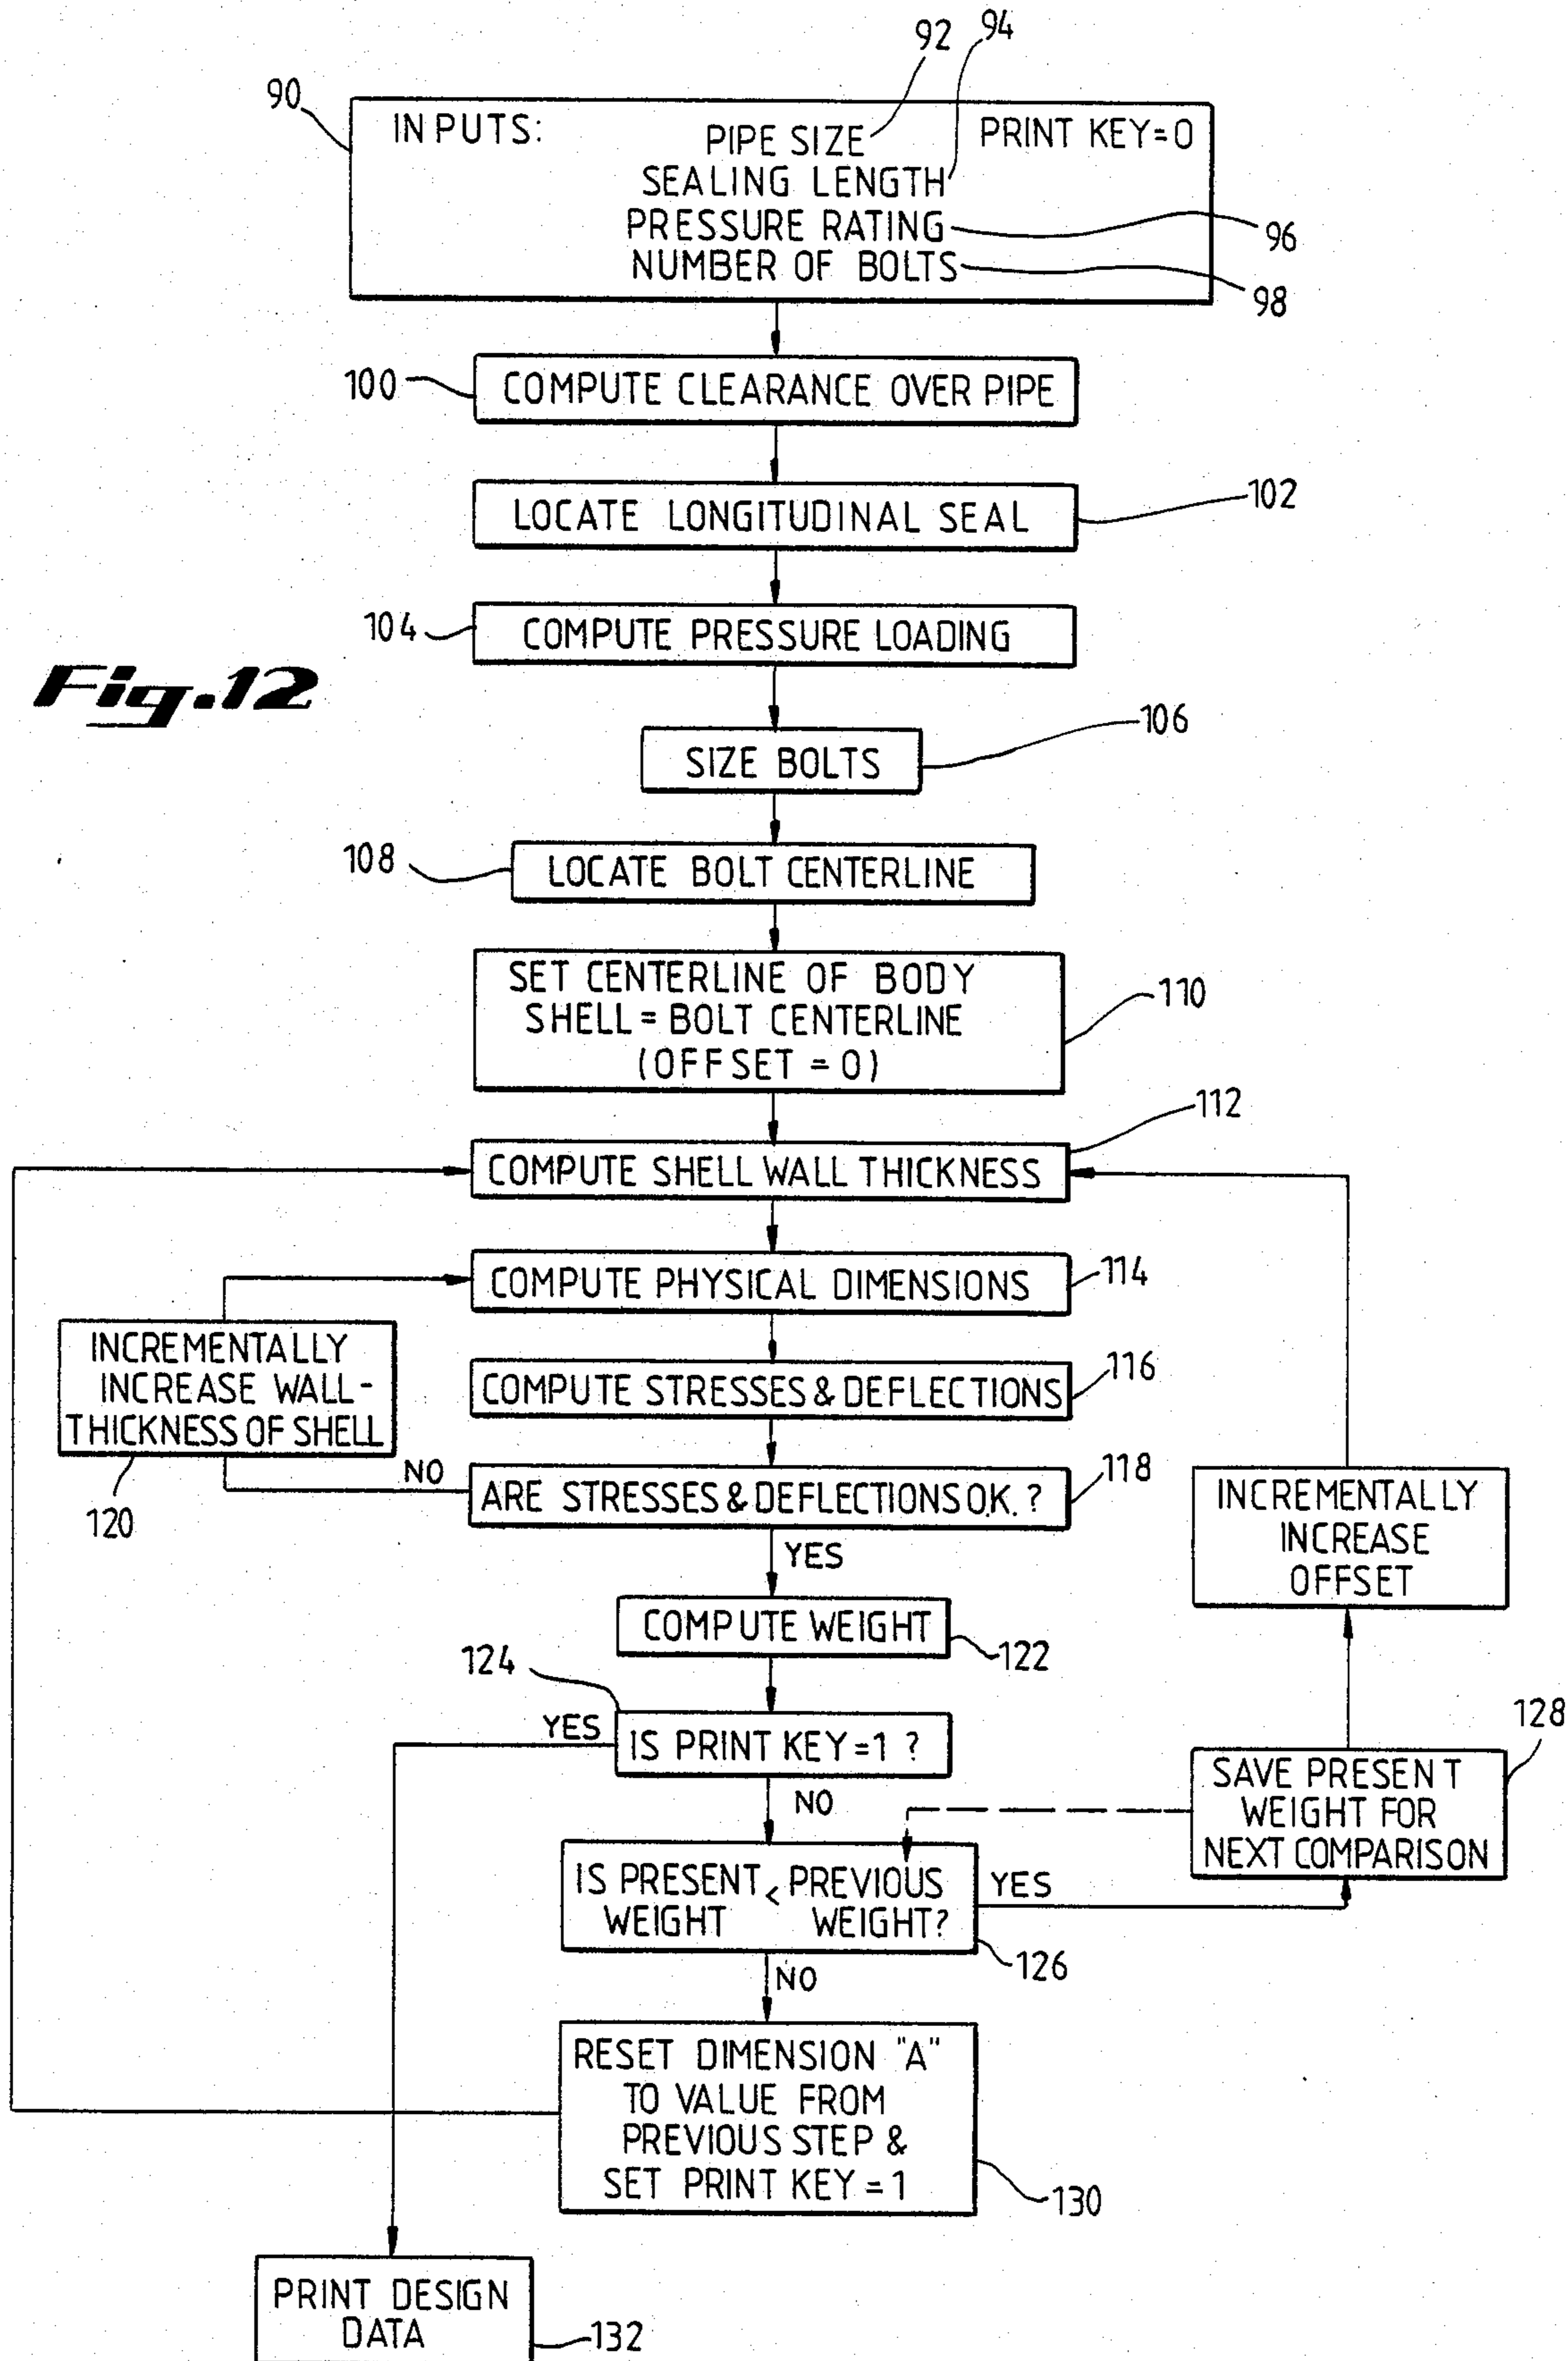 92
94
90
INPUTS:
PIPE SIZE
PRINT KEY=0
SEALING LENGTH
PRESSURE RATING
96
NUMBER OF BOLTS
98
100
COMPUTE CLEARANCE OVER PIPE
LOCATE LONGITUDINAL SEAL
102
104
COMPUTE PRESSURE LOADING
Fig.12
106
SIZE BOLTS
108
LOCATE BOLT CENTERLINE
SET CENTERLINE OF BODY
SHELL = BOLT CENTERLINE
(OFFSET = 0)
110
112
COMPUTE SHELL WALL THICKNESS
COMPUTE PHYSICAL DIMENSIONS
114
INCREMENTALLY
INCREASE WALL-
THICKNESS OF SHELL
120
COMPUTE STRESSES & DEFLECTIONS
116
NO
ARE STRESSES & DEFLECTIONS O.K. ?
118
YES
INCREMENTALLY
INCREASE
OFFSET
COMPUTE WEIGHT
122
124
YES
IS PRINT KEY=1 ?
NO
128
SAVE PRESENT
WEIGHT FOR
NEXT COMPARISON
IS PRESENT < PREVIOUS
WEIGHT WEIGHT?
YES
126
NO
RESET DIMENSION "A"
TO VALUE FROM
PREVIOUS STEP &
SET PRINT KEY = 1
130
PRINT DESIGN
DATA
132